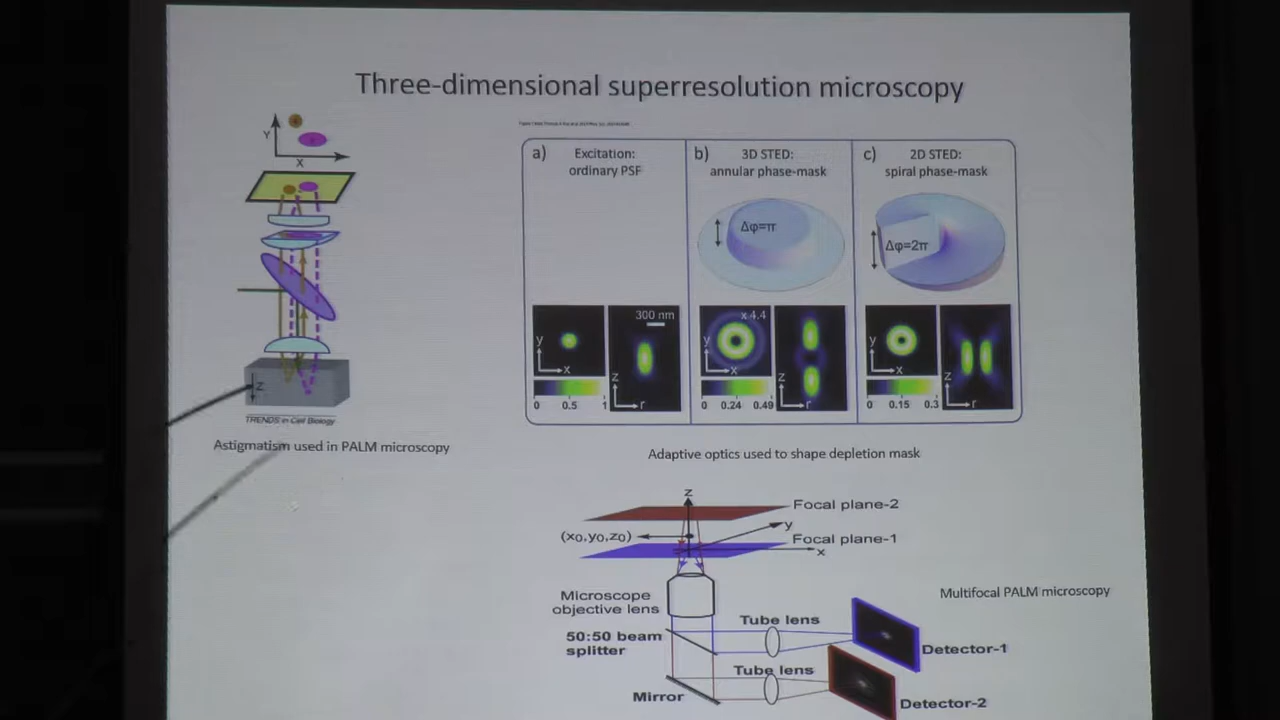 Three-dimensional superresolution microscopy
Y
X
Z
TRENDS in Cell Biology
Astigmatism used in PALM microscopy
a) Excitation:
ordinary PSF
b) 3D STED:
annular phase-mask
c) 2D STED:
spiral phase-mask
Δφ=π
Δφ=2π
y
x
0 0.5 1
300 nm
z
r
x 4.4
y
x
0 0.24 0.49
z
r
y
x
0 0.15 0.3
z
r
Adaptive optics used to shape depletion mask
z
Focal plane-2
y
(x₀,y₀,z₀)
Focal plane-1
x
Microscope
objective lens
Multifocal PALM microscopy
50:50 beam
splitter
Tube lens
Detector-1
Tube lens
Mirror
Detector-2